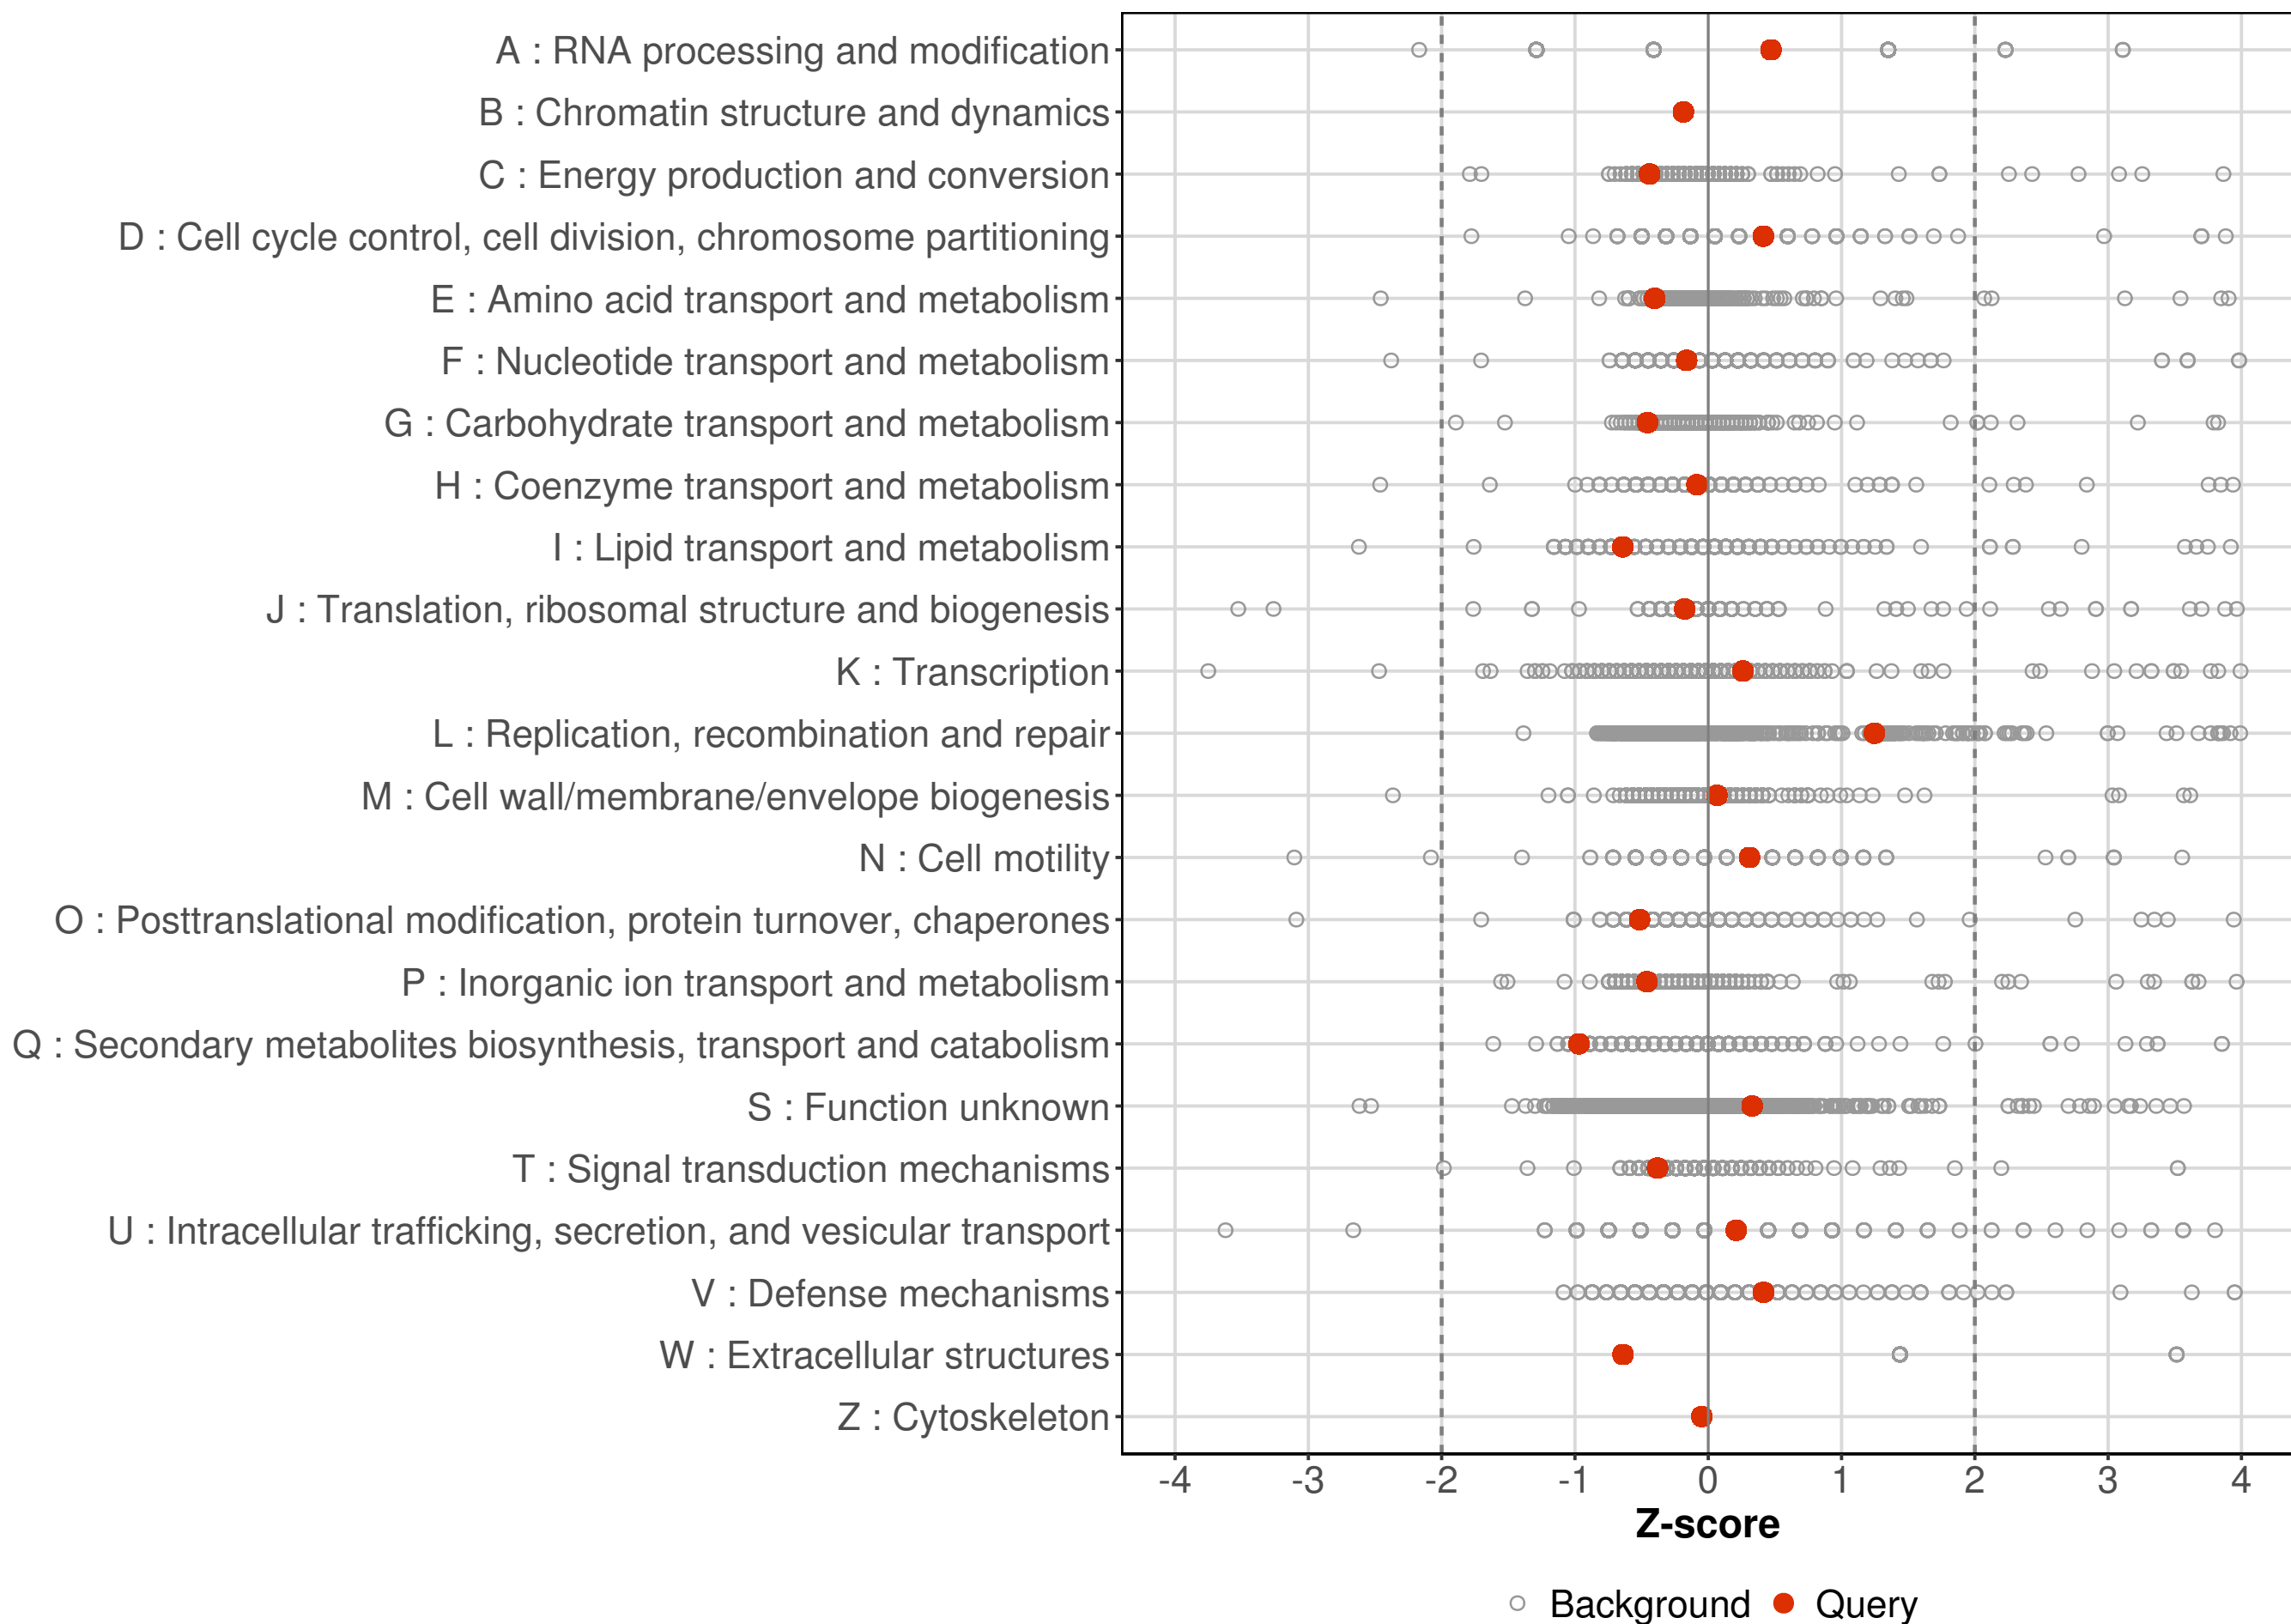 A : RNA processing and modification
B : Chromatin structure and dynamics
C : Energy production and conversion
D : Cell cycle control, cell division, chromosome partitioning
E : Amino acid transport and metabolism
F : Nucleotide transport and metabolism
G : Carbohydrate transport and metabolism
H : Coenzyme transport and metabolism
I : Lipid transport and metabolism
J : Translation, ribosomal structure and biogenesis
K : Transcription
L : Replication, recombination and repair
M : Cell wall/membrane/envelope biogenesis
N : Cell motility
O : Posttranslational modification, protein turnover, chaperones
P : Inorganic ion transport and metabolism
Q : Secondary metabolites biosynthesis, transport and catabolism
S : Function unknown
T : Signal transduction mechanisms
U : Intracellular trafficking, secretion, and vesicular transport
V : Defense mechanisms
W : Extracellular structures
Z : Cytoskeleton
-4 -3 -2 -1 0 1 2 3 4
Z-score
Background Query